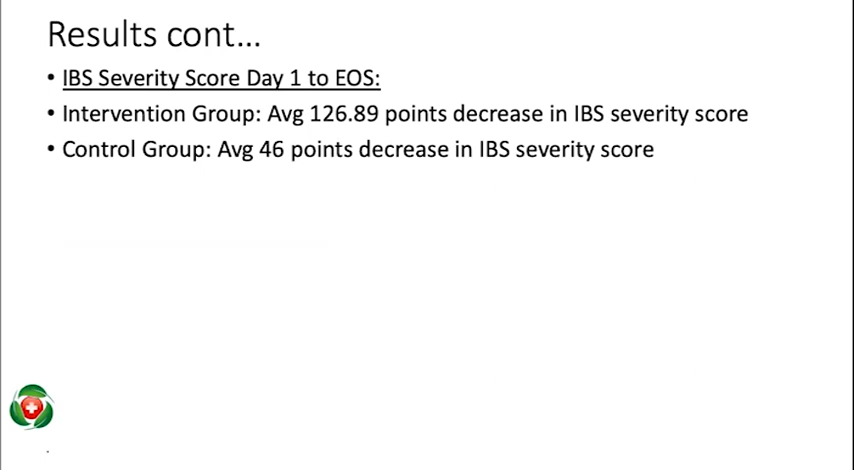 Results cont...
• IBS Severity Score Day 1 to EOS:
• Intervention Group: Avg 126.89 points decrease in IBS severity score
• Control Group: Avg 46 points decrease in IBS severity score